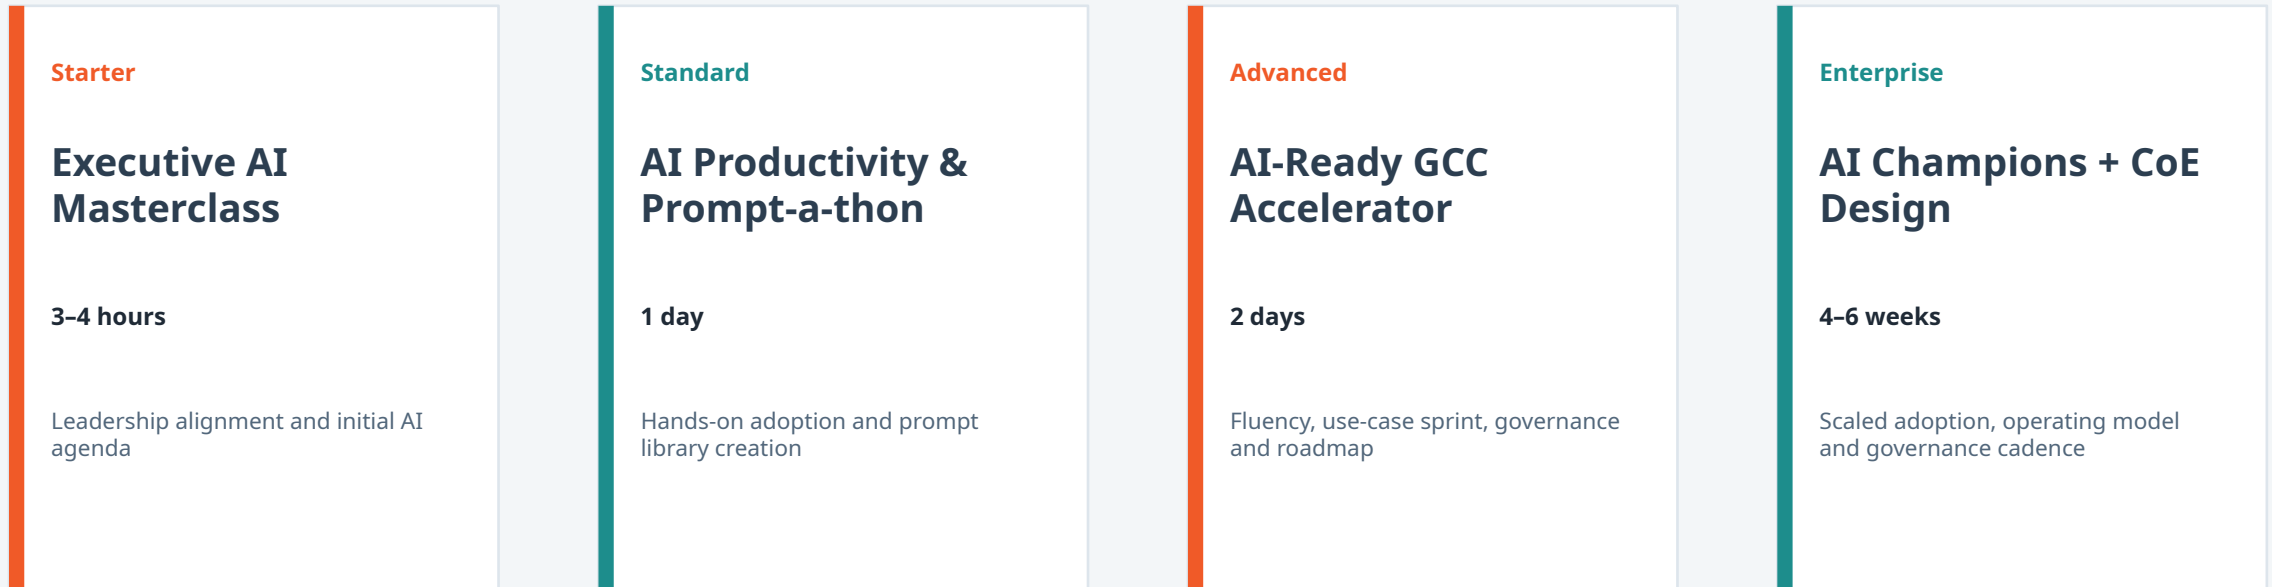 Starter
Executive AI
Masterclass
3–4 hours
Leadership alignment and initial AI
agenda
Standard
AI Productivity &
Prompt-a-thon
1 day
Hands-on adoption and prompt
library creation
Advanced
AI-Ready GCC
Accelerator
2 days
Fluency, use-case sprint, governance
and roadmap
Enterprise
AI Champions + CoE
Design
4–6 weeks
Scaled adoption, operating model
and governance cadence